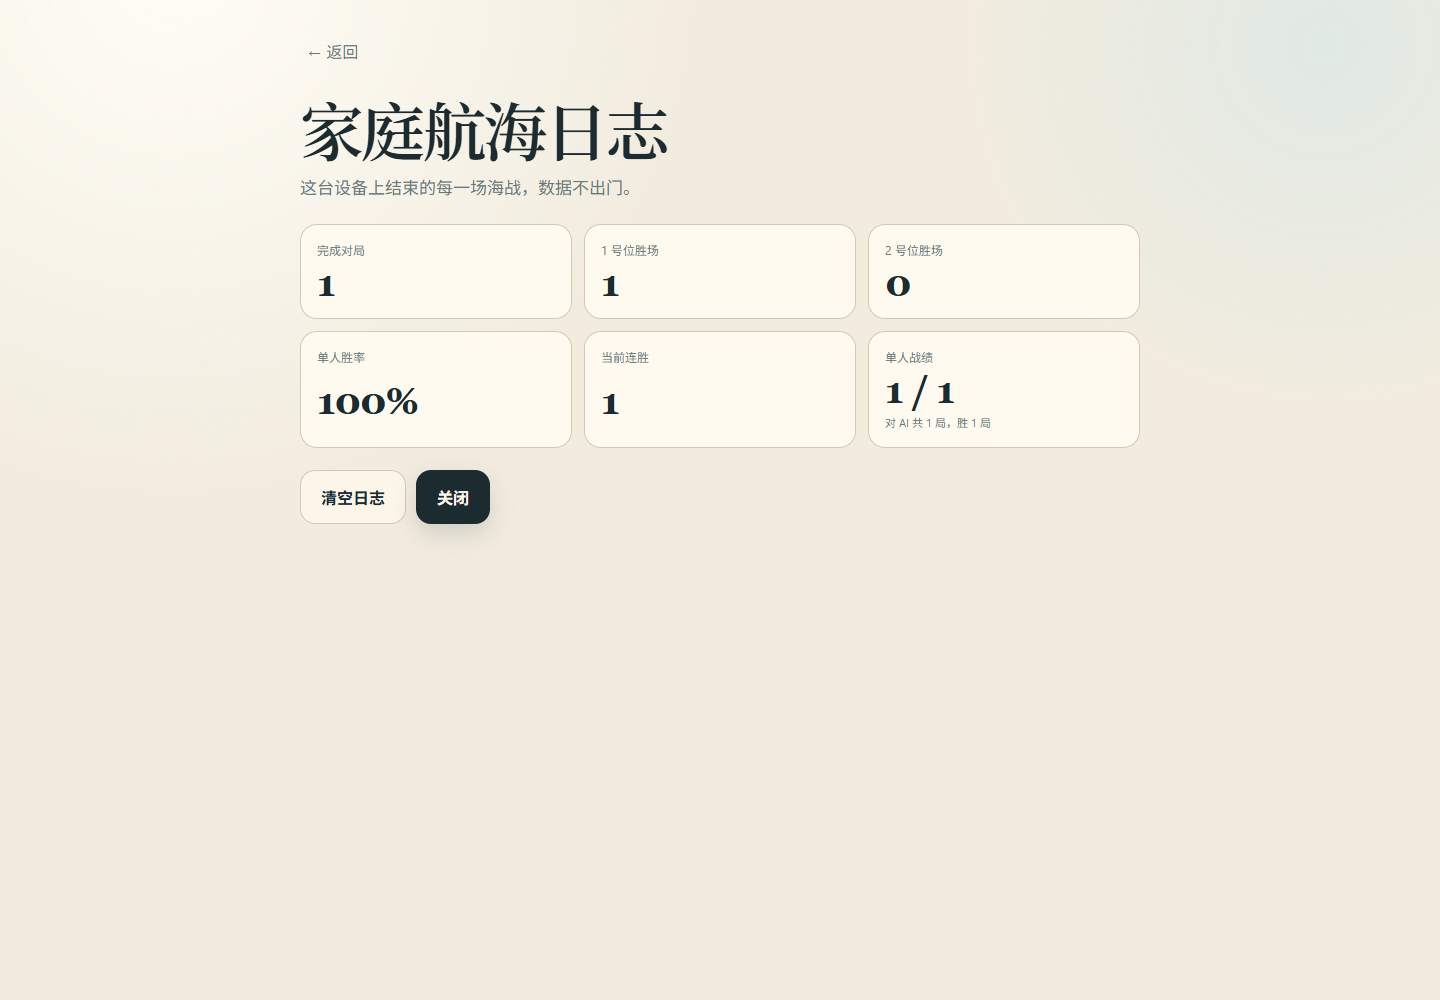 ← 返回
家庭航海日志
这台设备上结束的每一场海战，数据不出门。
完成对局
1
1 号位胜场
1
2 号位胜场
0
单人胜率
100%
当前连胜
1
单人战绩
1 / 1
对 AI 共 1 局，胜 1 局
清空日志
关闭